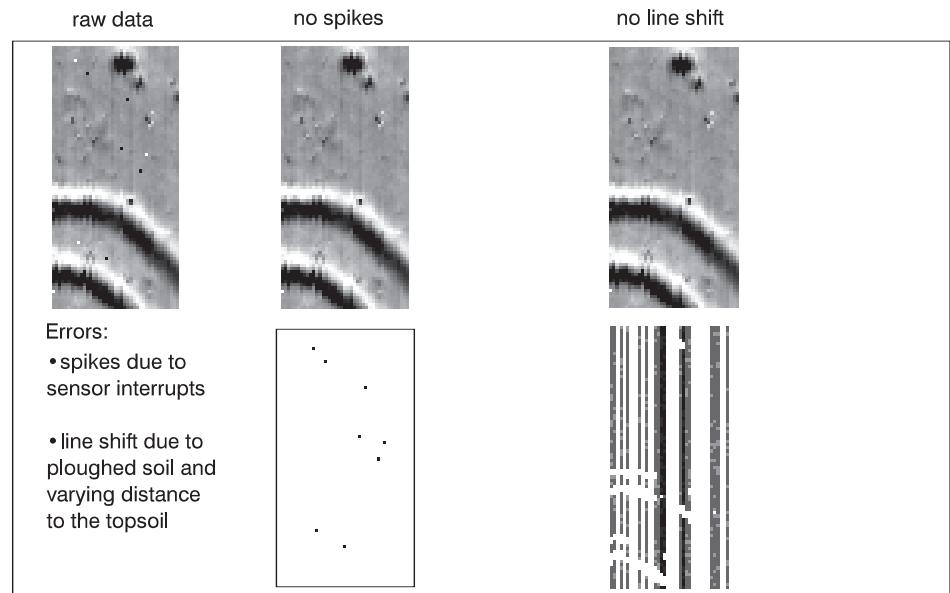 raw data
no spikes
no line shift
Errors:
• spikes due to
sensor interrupts
• line shift due to
ploughed soil and
varying distance
to the topsoil